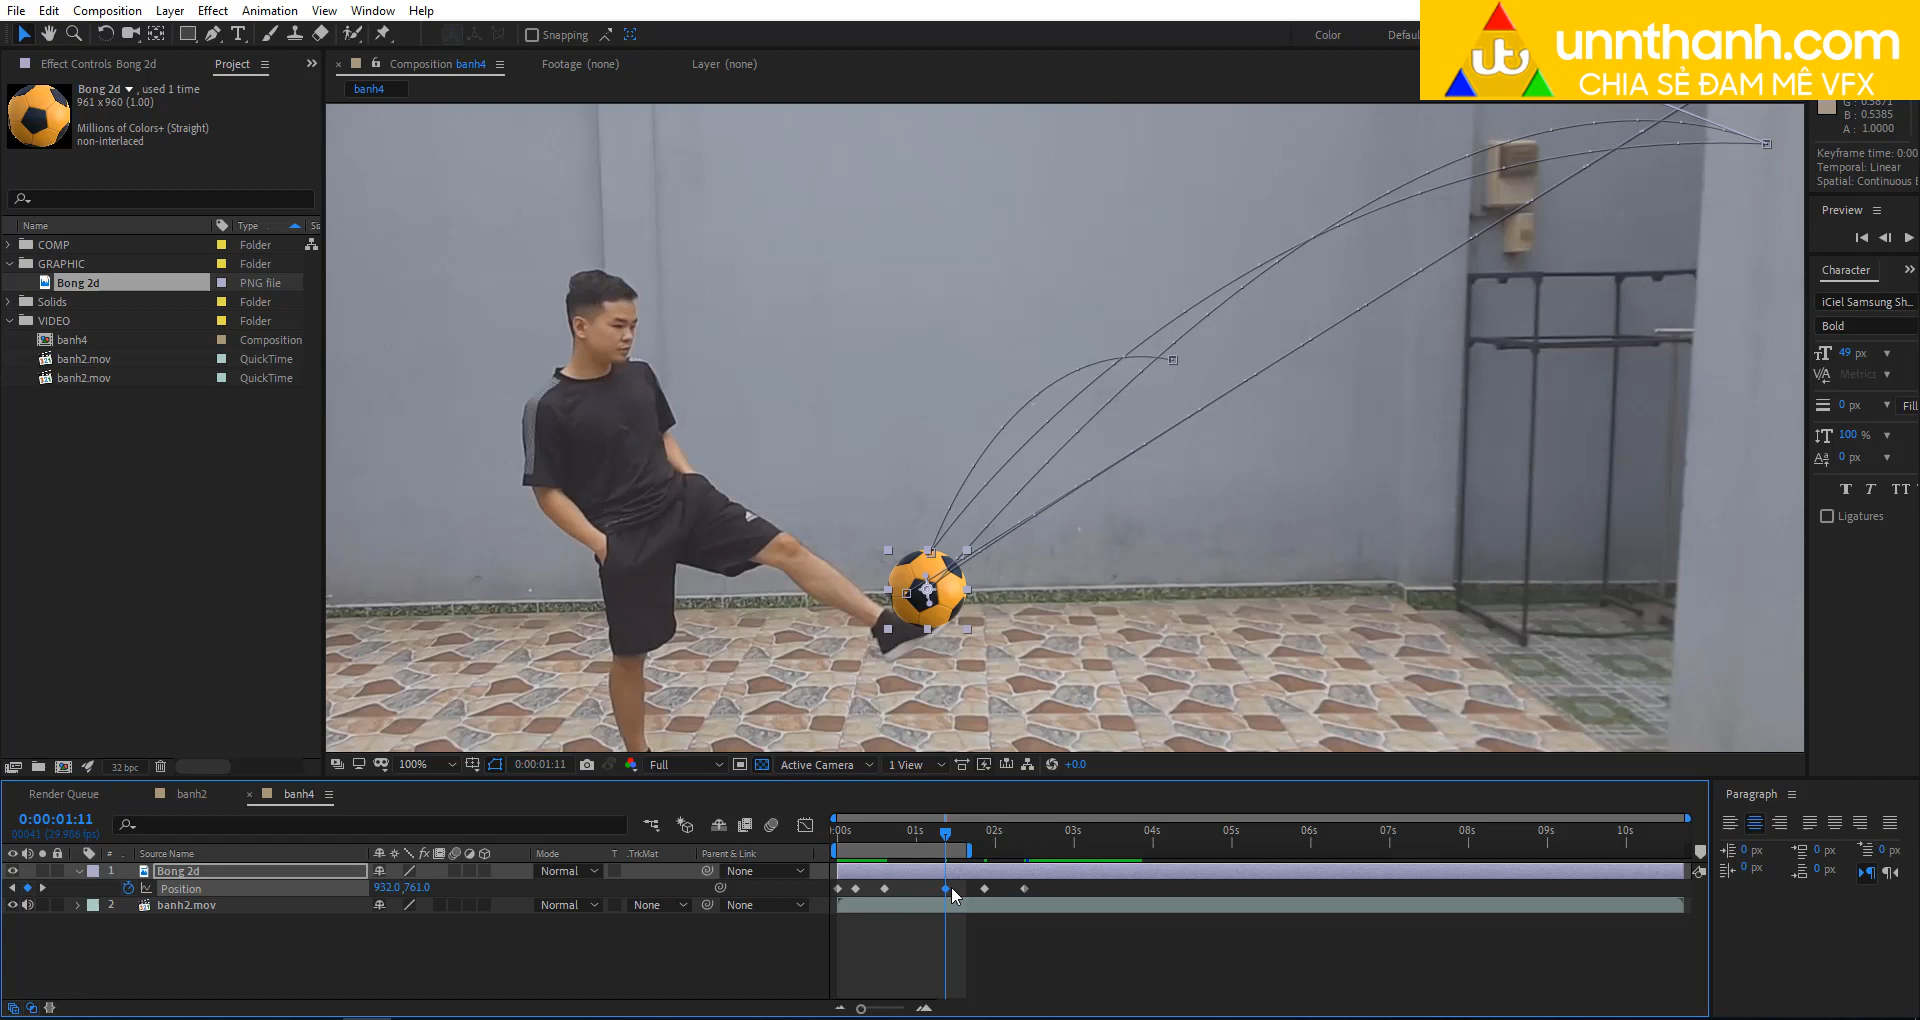 File Edit Composition Layer Effect Animation View Window Help
Snapping
Color
Defaul
unnthanh.com
CHIA SẺ ĐAM MÊ VFX
Effect Controls Bong 2d
Project
Composition banh4
Footage (none)
Layer (none)
banh4
Bong 2d , used 1 time
961 x 960 (1.00)
Millions of Colors+ (Straight)
non-interlaced
G : 0.5871
B : 0.5385
A : 1.0000
Keyframe time: 0:00
Temporal: Linear
Spatial: Continuous
Preview
Character
iCiel Samsung Sh...
Bold
49 px
Metrics
0 px
Fill
100 %
0 px
T T TT
Ligatures
Name Type Si
COMP Folder
GRAPHIC Folder
Bong 2d PNG file
Solids Folder
VIDEO Folder
banh4 Composition
banh2.mov QuickTime
banh2.mov QuickTime
32 bpc
100%
0:00:01:11
Full
Active Camera
1 View
+0.0
Render Queue
banh2
× banh4
Paragraph
0:00:01:11
00041 (29.986 fps)
:00s 01s 02s 03s 04s 05s 06s 07s 08s 09s 10s
# Source Name
fx
Mode T .TrkMat Parent & Link
1 Bong 2d Normal None
Position 932.0,761.0
2 banh2.mov Normal None None
0 px 0 px 0 px
0 px 0 px